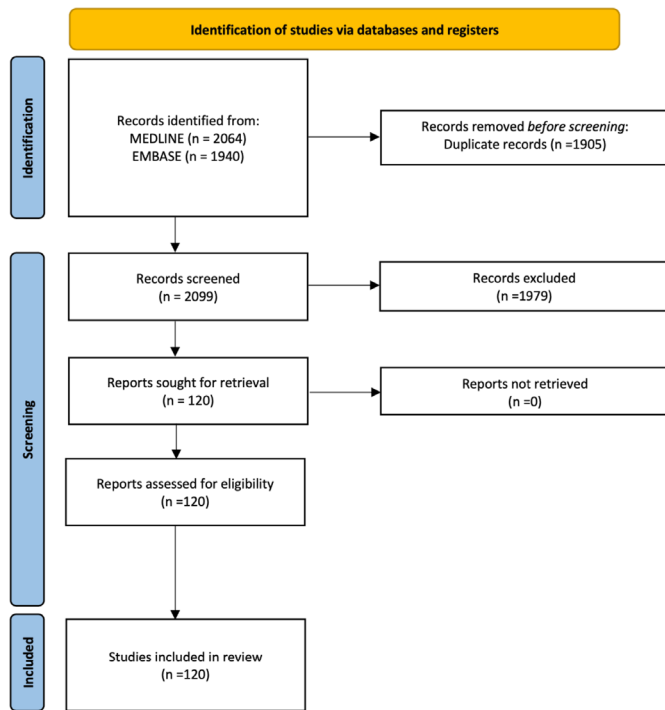 Identification of studies via databases and registers
Identification
Records identified from:
MEDLINE (n = 2064)
EMBASE (n = 1940)
Records removed before screening:
Duplicate records (n =1905)
Screening
Records screened
(n = 2099)
Records excluded
(n =1979)
Reports sought for retrieval
(n = 120)
Reports not retrieved
(n =0)
Reports assessed for eligibility
(n =120)
Included
Studies included in review
(n =120)